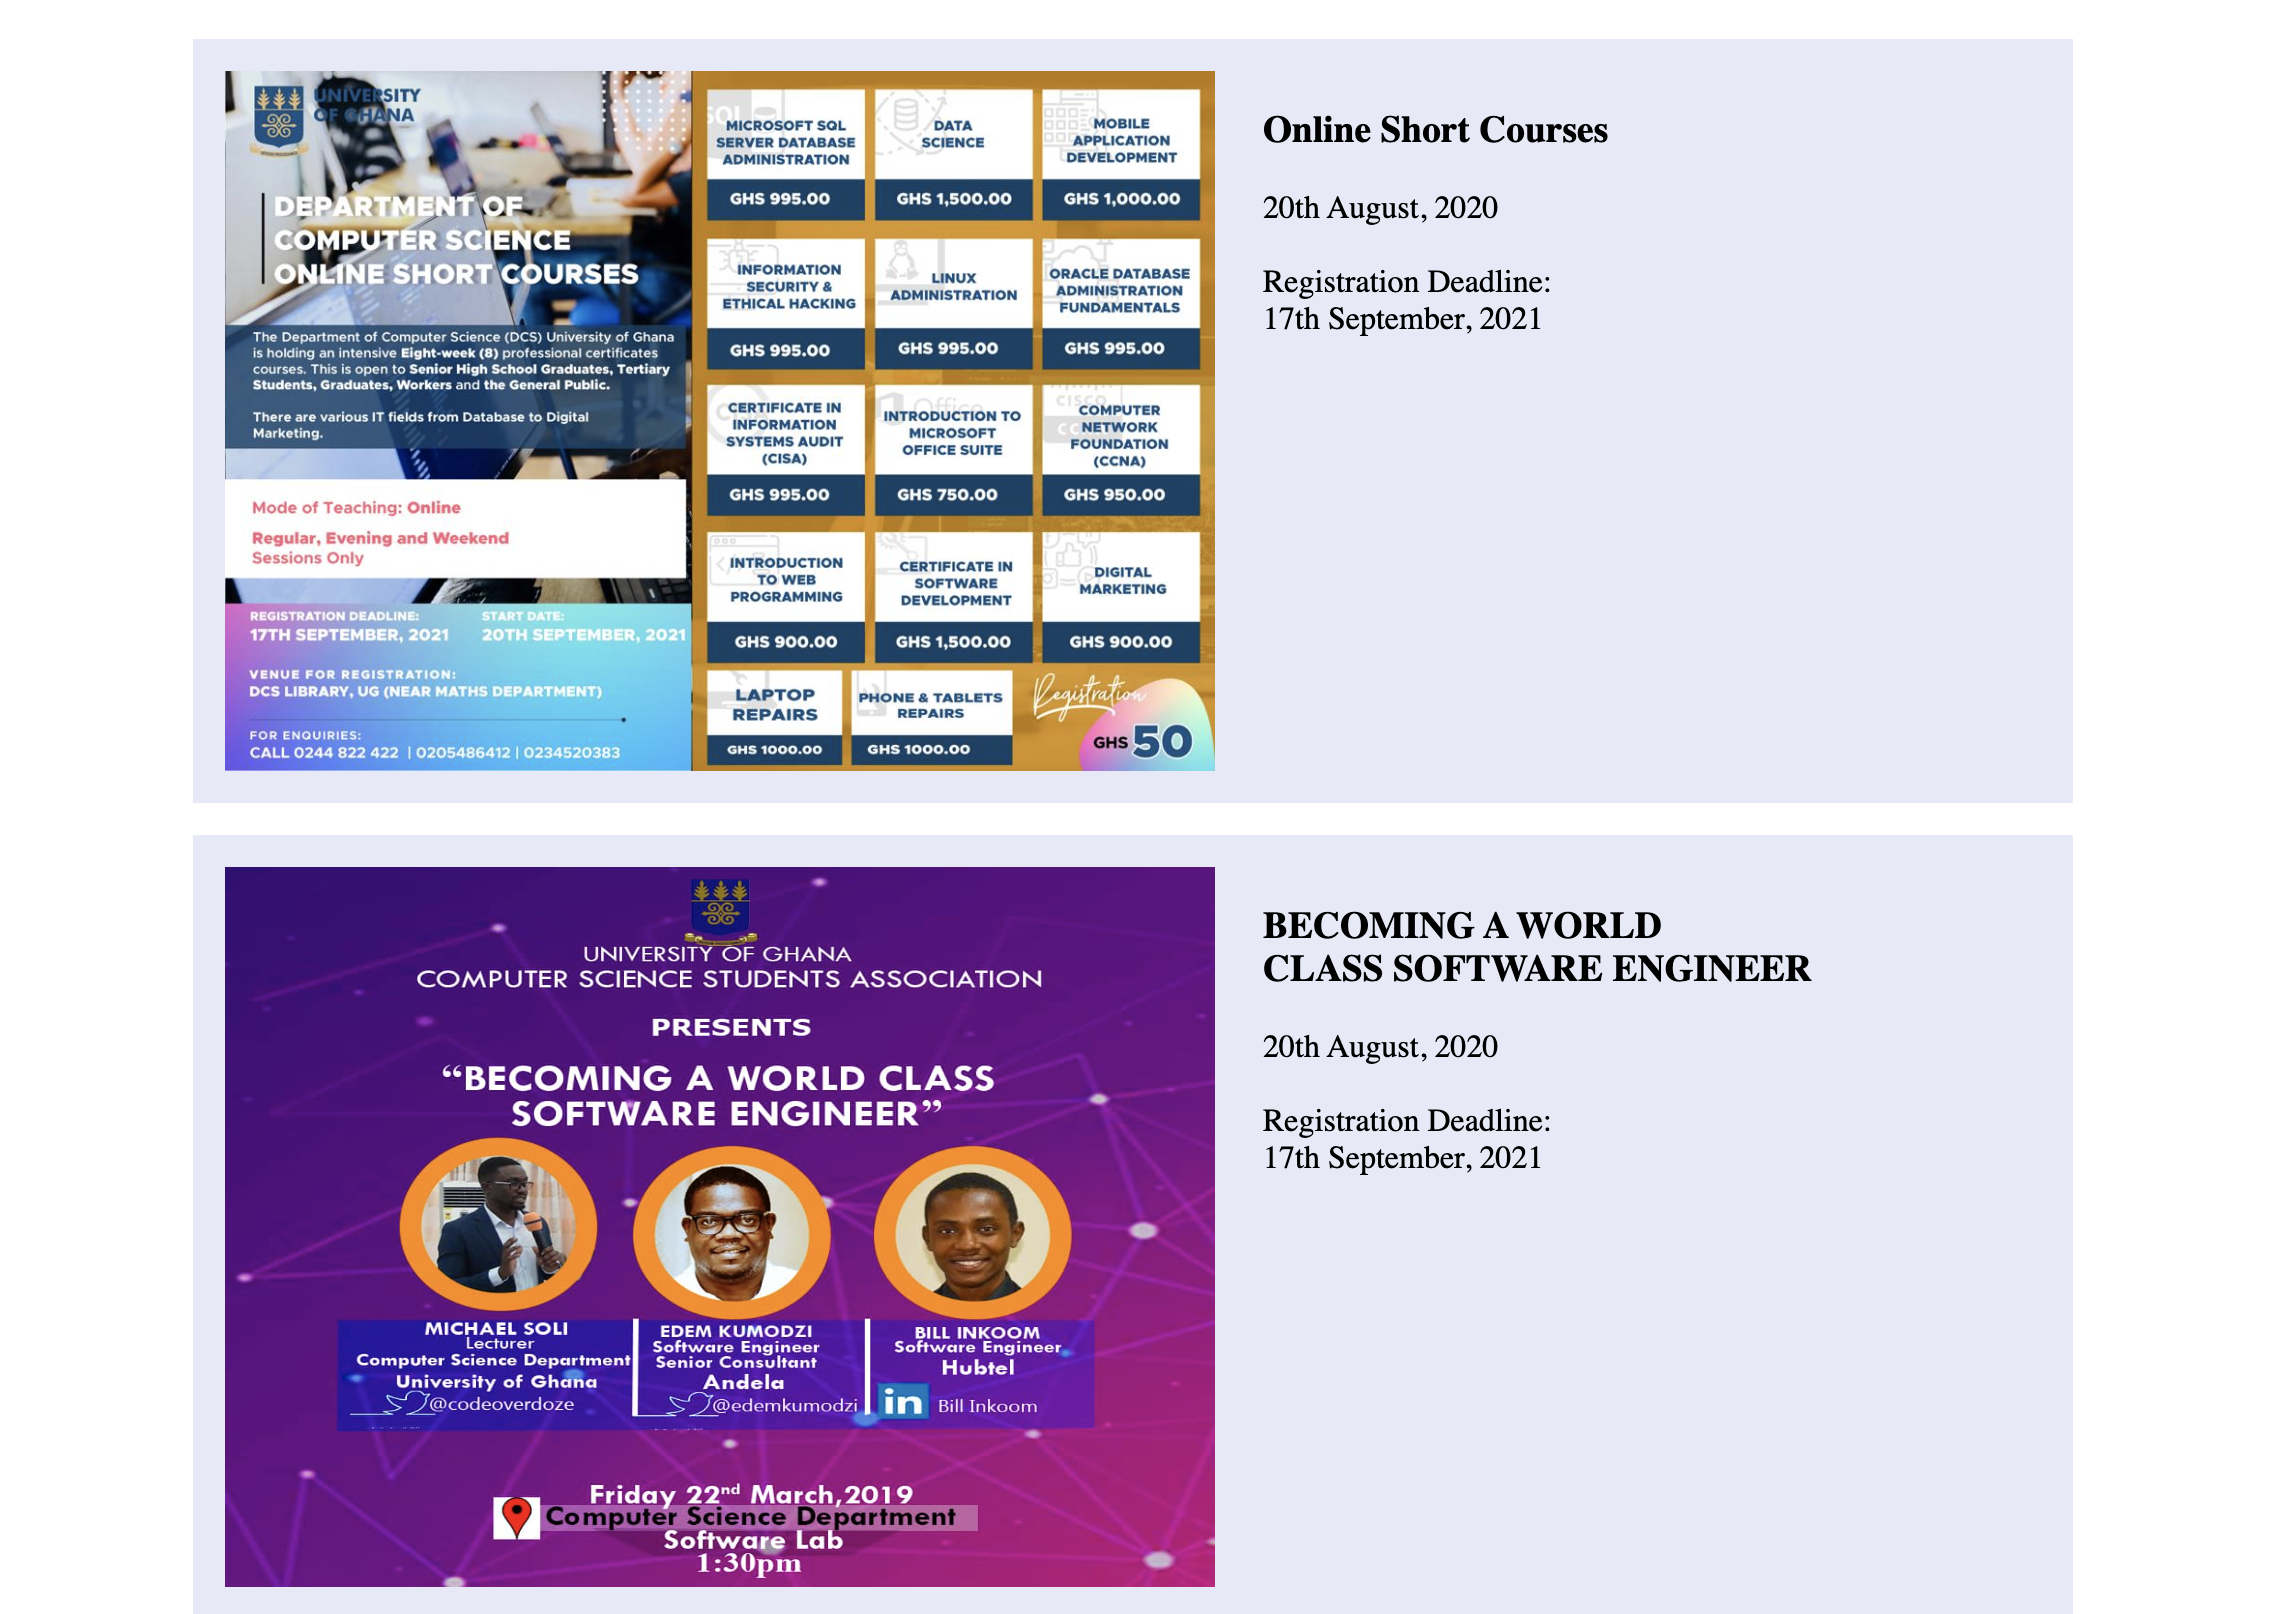 UNIVERSITY
OF GHANA
DEPARTMENT OF
COMPUTER SCIENCE
ONLINE SHORT COURSES
The Department of Computer Science (DCS) University of Ghana
is holding an intensive Eight-week (8) professional certificates
courses. This is open to Senior High School Graduates, Tertiary
Students, Graduates, Workers and the General Public.
There are various IT fields from Database to Digital
Marketing.
Mode of Teaching: Online
Regular, Evening and Weekend
Sessions Only
REGISTRATION DEADLINE:
17TH SEPTEMBER, 2021
START DATE:
20TH SEPTEMBER, 2021
VENUE FOR REGISTRATION:
DCS LIBRARY, UG (NEAR MATHS DEPARTMENT)
FOR ENQUIRIES:
CALL 0244 822 422 | 0205486412 | 0234520383
SQL
MICROSOFT SQL
SERVER DATABASE
ADMINISTRATION
GHS 995.00
DATA
SCIENCE
GHS 1,500.00
MOBILE
APPLICATION
DEVELOPMENT
GHS 1,000.00
INFORMATION
SECURITY &
ETHICAL HACKING
GHS 995.00
LINUX
ADMINISTRATION
GHS 995.00
ORACLE DATABASE
ADMINISTRATION
FUNDAMENTALS
GHS 995.00
CERTIFICATE IN
INFORMATION
SYSTEMS AUDIT
(CISA)
GHS 995.00
Office
INTRODUCTION TO
MICROSOFT
OFFICE SUITE
GHS 750.00
CISCO
COMPUTER
NETWORK
FOUNDATION
(CCNA)
GHS 950.00
INTRODUCTION
TO WEB
PROGRAMMING
GHS 900.00
CERTIFICATE IN
SOFTWARE
DEVELOPMENT
GHS 1,500.00
DIGITAL
MARKETING
GHS 900.00
LAPTOP
REPAIRS
GHS 1000.00
PHONE & TABLETS
REPAIRS
GHS 1000.00
Registration
GHS 50
Online Short Courses
20th August, 2020
Registration Deadline:
17th September, 2021
UNIVERSITY OF GHANA
COMPUTER SCIENCE STUDENTS ASSOCIATION
PRESENTS
“BECOMING A WORLD CLASS
SOFTWARE ENGINEER”
MICHAEL SOLI
Lecturer
Computer Science Department
University of Ghana
@codeoverdoze
EDEM KUMODZI
Software Engineer
Senior Consultant
Andela
@edemkumodzi
BILL INKOOM
Software Engineer
Hubtel
in Bill Inkoom
Friday 22nd March,2019
Computer Science Department
Software Lab
1:30pm
BECOMING A WORLD
CLASS SOFTWARE ENGINEER
20th August, 2020
Registration Deadline:
17th September, 2021